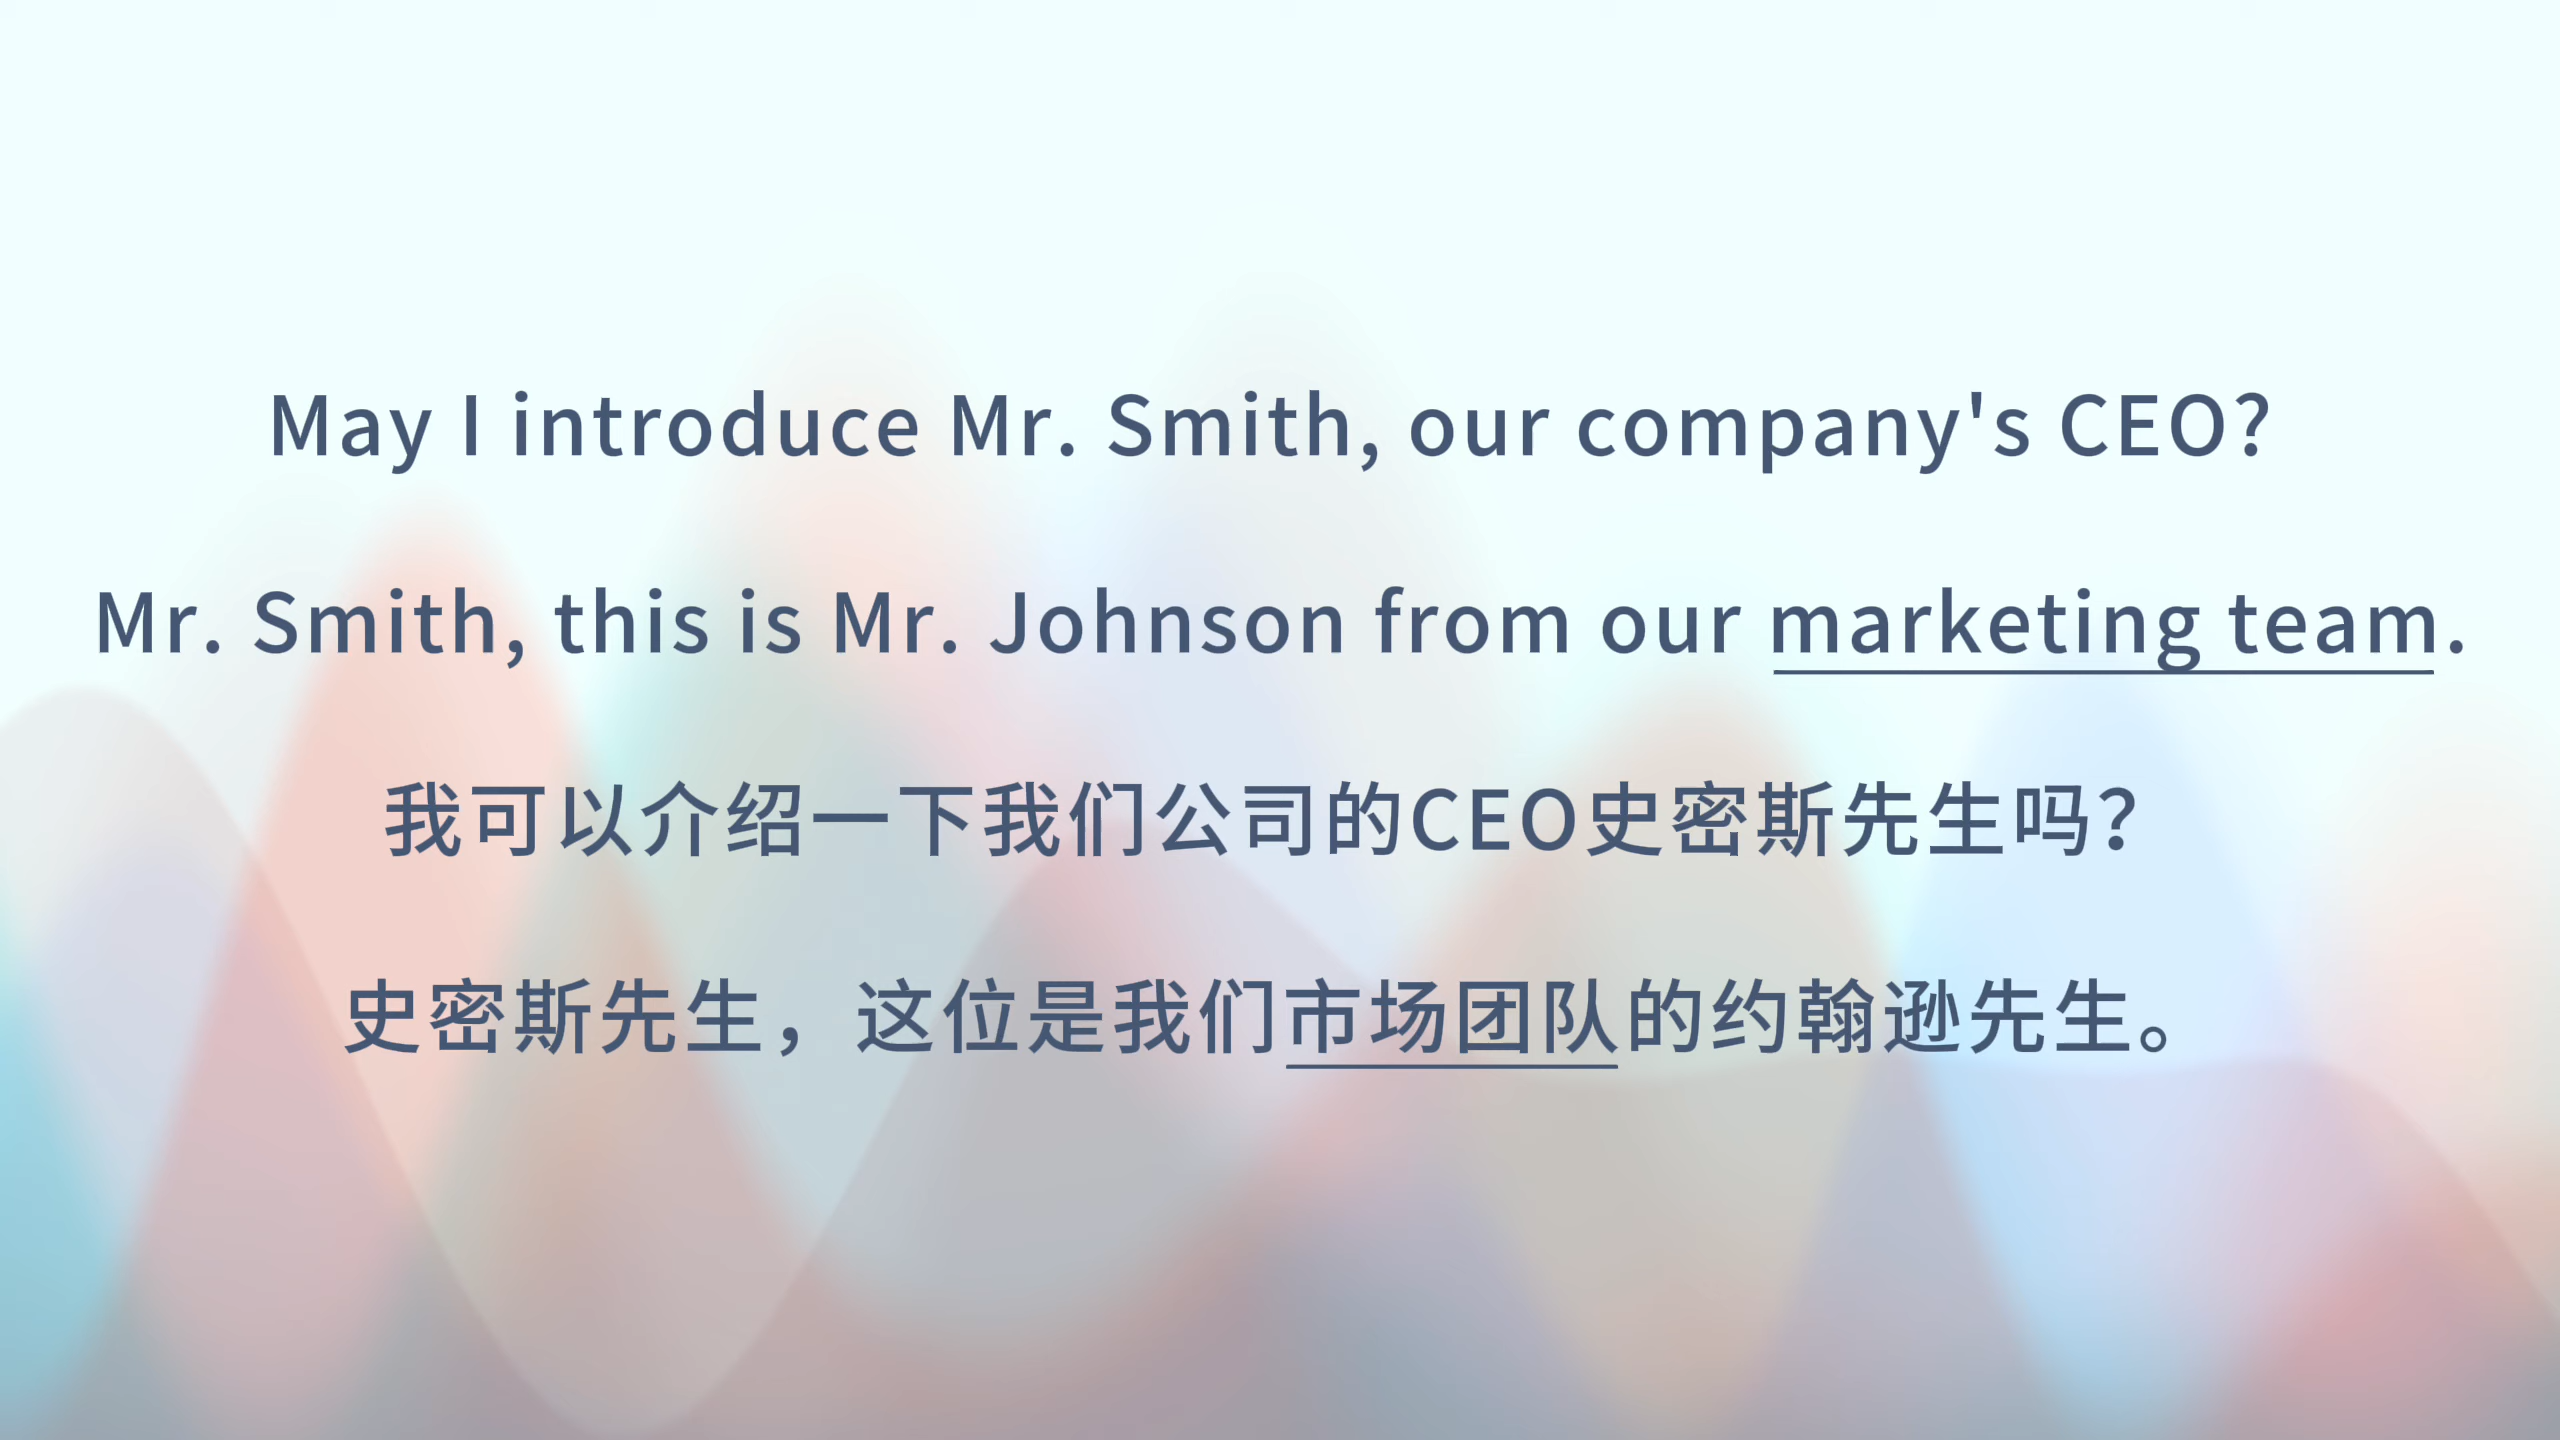 May I introduce Mr. Smith, our company's CEO?
Mr. Smith, this is Mr. Johnson from our marketing team.
我可以介绍一下我们公司的CEO史密斯先生吗？
史密斯先生，这位是我们市场团队的约翰逊先生。